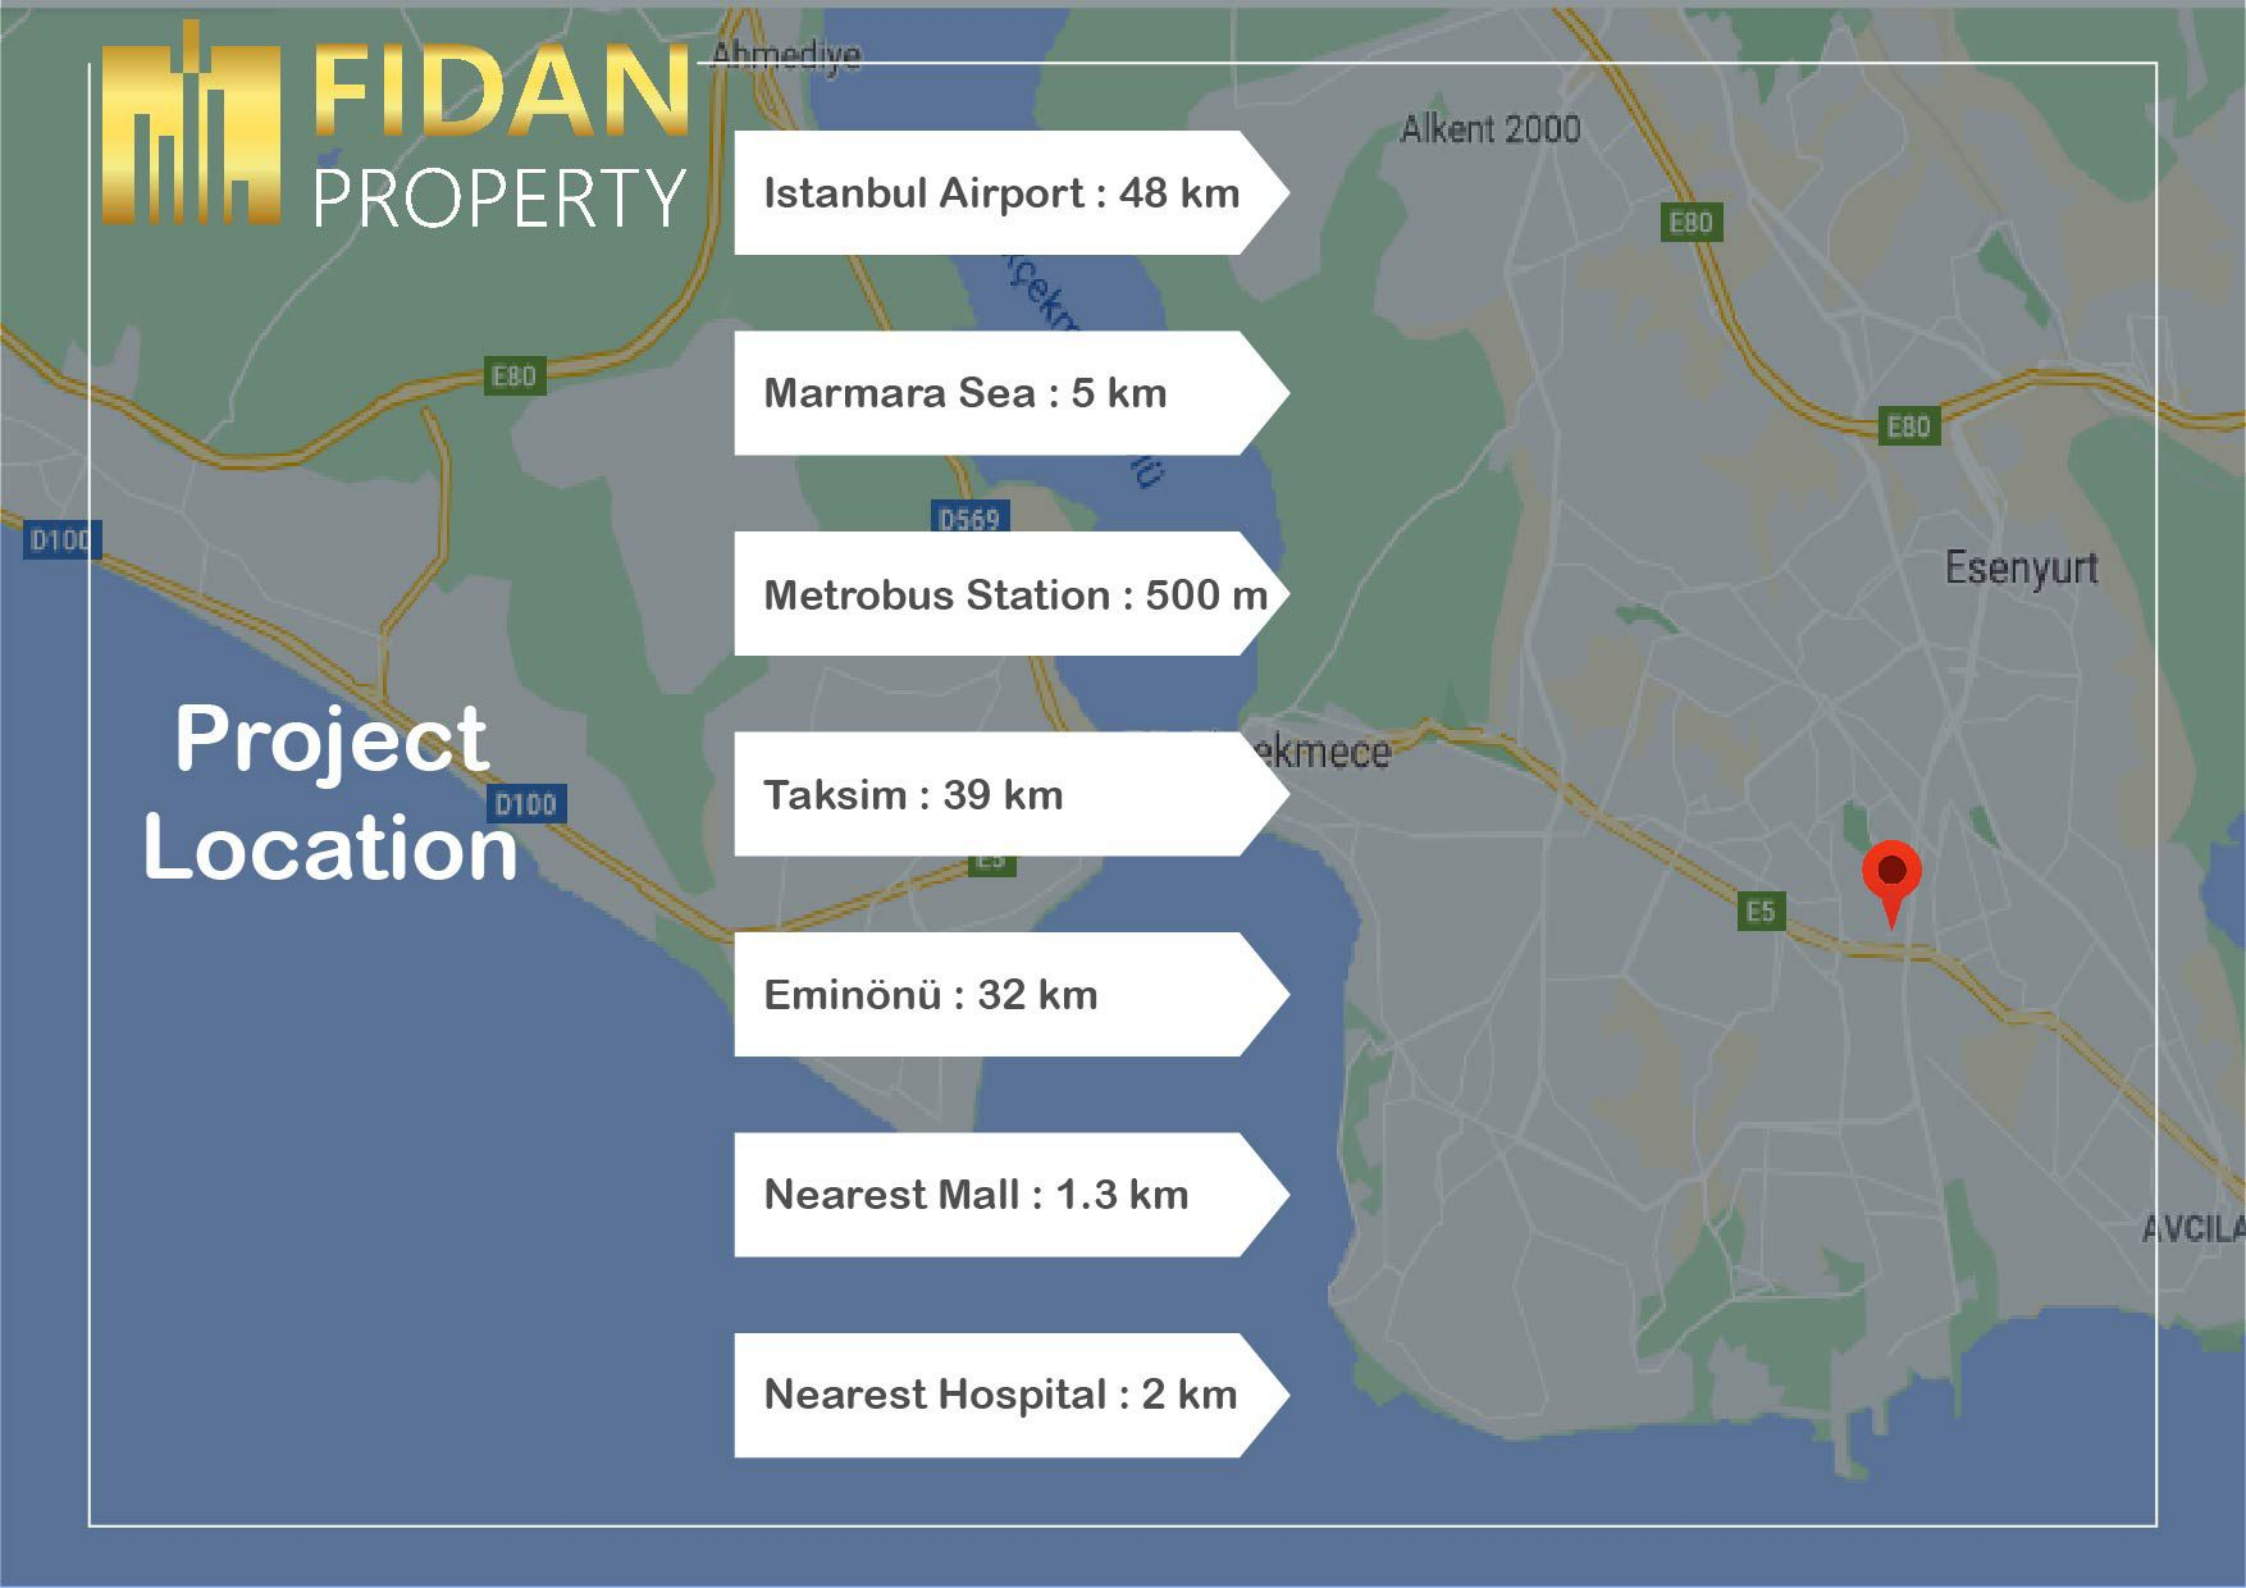 FIDAN
PROPERTY
Ahmediye
Alkent 2000
Istanbul Airport : 48 km
E80
Marmara Sea : 5 km
E80
E80
D569
D100
Esenyurt
Metrobus Station : 500 m
Project
Location
Taksim : 39 km
D100
E5
E5
Eminönü : 32 km
Nearest Mall : 1.3 km
Nearest Hospital : 2 km